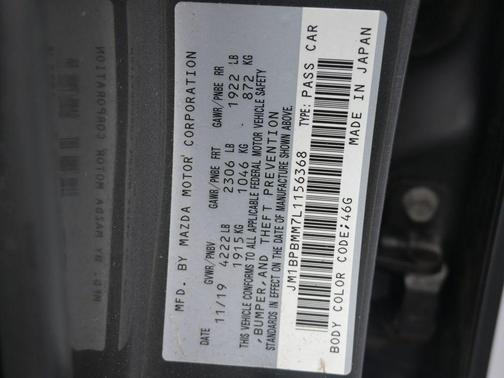 MFD. BY MAZDA MOTOR CORPORATION
DATE GVWR/PNBV GAWR/PNBE FRT GAWR/PNBE RR
11/19 4222 LB 2306 LB 1922 LB
1915 KG 1046 KG 872 KG
THIS VEHICLE CONFORMS TO ALL APPLICABLE FEDERAL MOTOR VEHICLE SAFETY
, BUMPER, AND THEFT PREVENTION
STANDARDS IN EFFECT ON THE DATE OF MANUFACTURE SHOWN ABOVE.
JM1BPBMM7L1156368 TYPE: PASS CAR
BODY COLOR CODE:46G MADE IN JAPAN